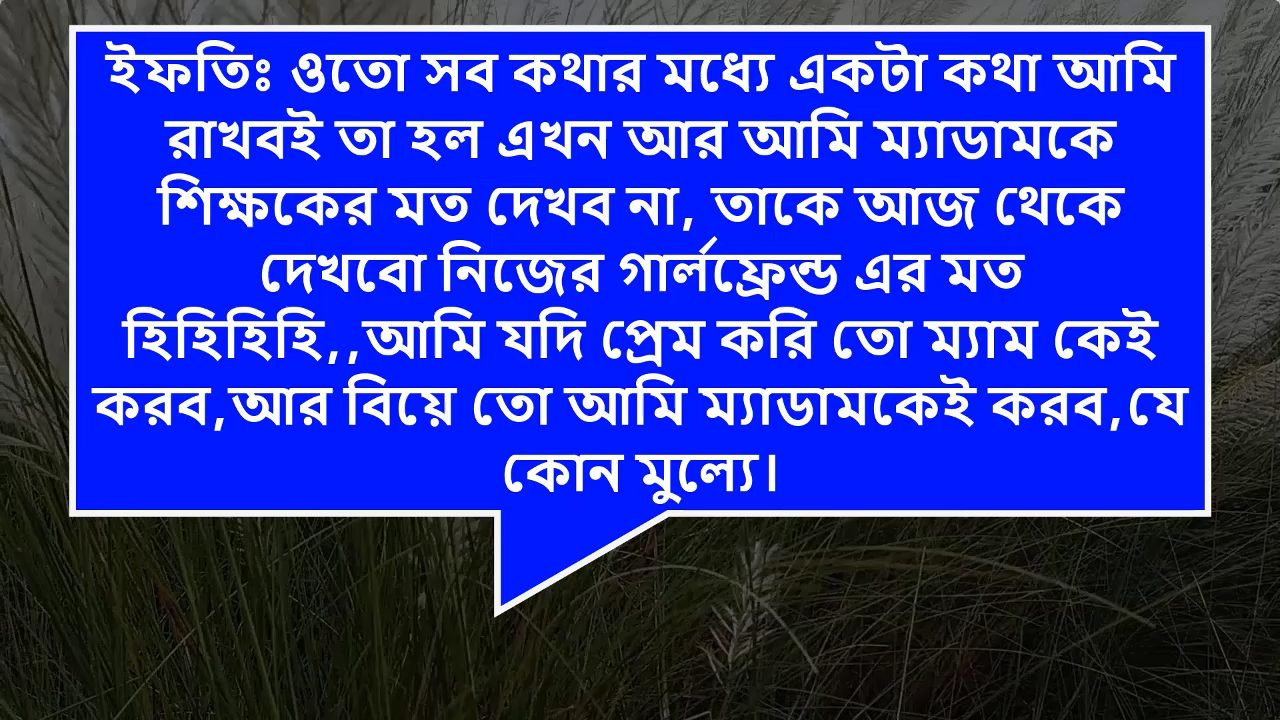 ইফতিঃ ওতো সব কথার মধ্যে একটা কথা আমি
রাখবই তা হল এখন আর আমি ম্যাডামকে
শিক্ষকের মত দেখব না, তাকে আজ থেকে
দেখবো নিজের গার্লফ্রেন্ড এর মত
হিহিহিহি,,আমি যদি প্রেম করি তো ম্যাম কেই
করব,আর বিয়ে তো আমি ম্যাডামকেই করব,যে
কোন মুল্যে।